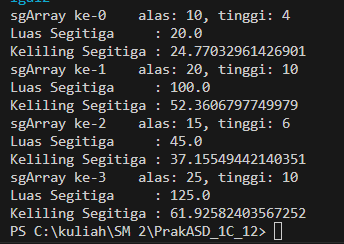 sgArray ke-0    alas: 10, tinggi: 4
Luas Segitiga     : 20.0
Keliling Segitiga : 24.77032961426901
sgArray ke-1    alas: 20, tinggi: 10
Luas Segitiga     : 100.0
Keliling Segitiga : 52.3606797749979
sgArray ke-2    alas: 15, tinggi: 6
Luas Segitiga     : 45.0
Keliling Segitiga : 37.15549442140351
sgArray ke-3    alas: 25, tinggi: 10
Luas Segitiga     : 125.0
Keliling Segitiga : 61.92582403567252
PS C:\kuliah\SM 2\PrakASD_1C_12>